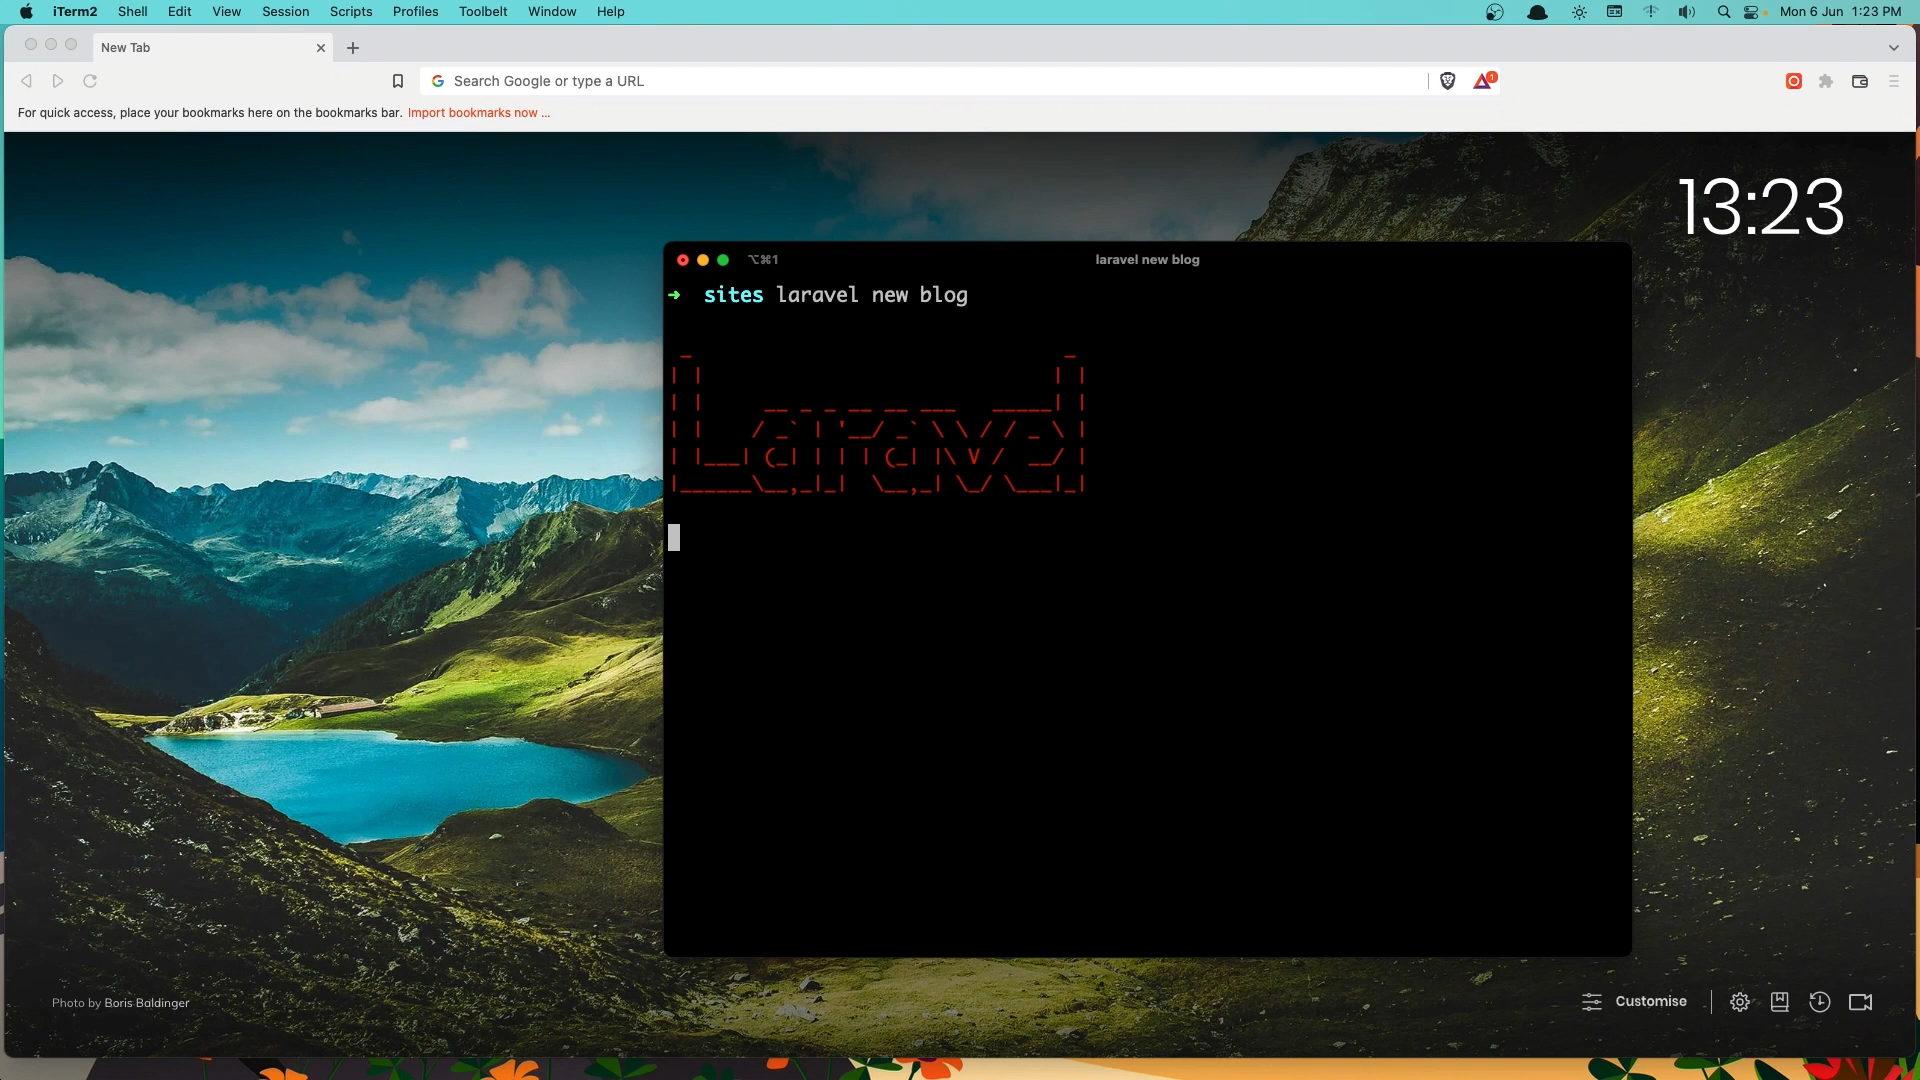 iTerm2 Shell Edit View Session Scripts Profiles Toolbelt Window Help Mon 6 Jun 1:23 PM
New Tab
Search Google or type a URL
1
For quick access, place your bookmarks here on the bookmarks bar. Import bookmarks now ...
13:23
⌥⌘1 laravel new blog
➜ sites laravel new blog
Laravel
Photo by Boris Baldinger
Customise